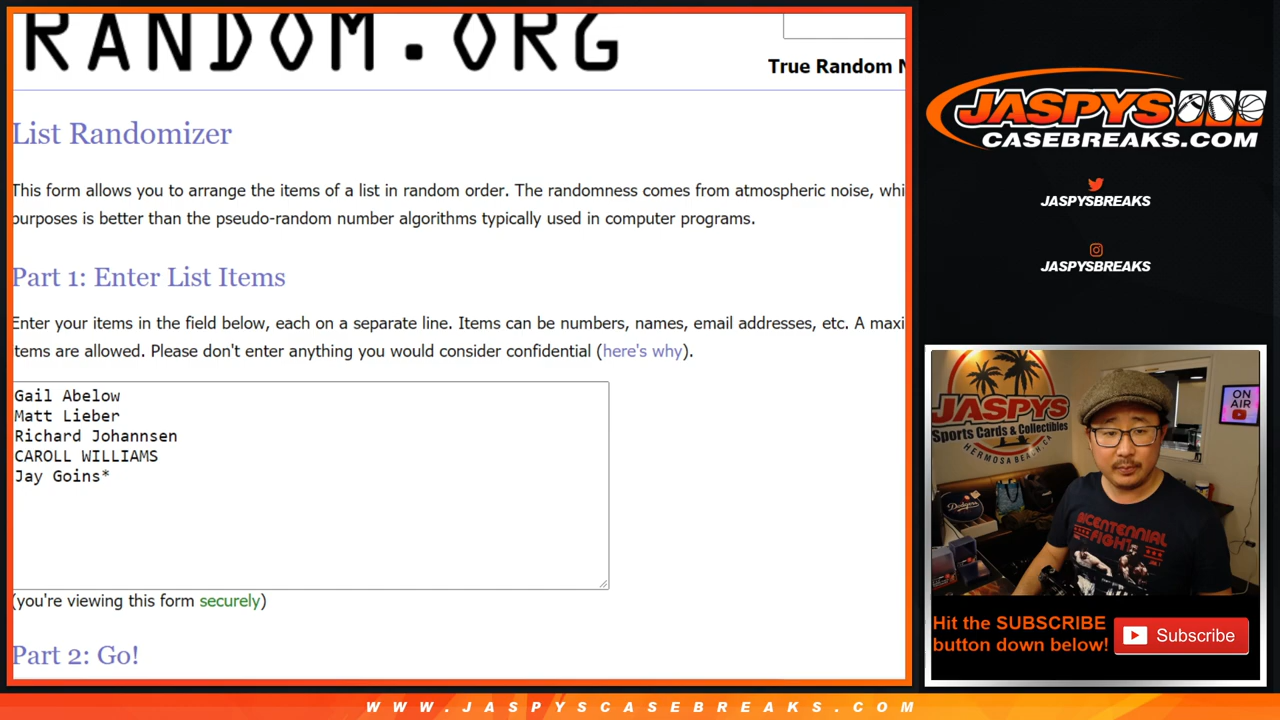 RANDOM.ORG
True Random N
List Randomizer
This form allows you to arrange the items of a list in random order. The randomness comes from atmospheric noise, whi
purposes is better than the pseudo-random number algorithms typically used in computer programs.
Part 1: Enter List Items
Enter your items in the field below, each on a separate line. Items can be numbers, names, email addresses, etc. A maxi
items are allowed. Please don't enter anything you would consider confidential (here's why).
Gail Abelow
Matt Lieber
Richard Johannsen
CAROLL WILLIAMS
Jay Goins*
(you're viewing this form securely)
Part 2: Go!
JASPYS
CASEBREAKS.COM
JASPYSBREAKS
JASPYSBREAKS
JASPYS
Sports Cards & Collectibles
HERMOSA BEACH, CA
ON
AIR
Dodgers
BICENTENNIAL
FIGHT
Hit the SUBSCRIBE
button down below!
Subscribe
WWW.JASPYSCASEBREAKS.COM